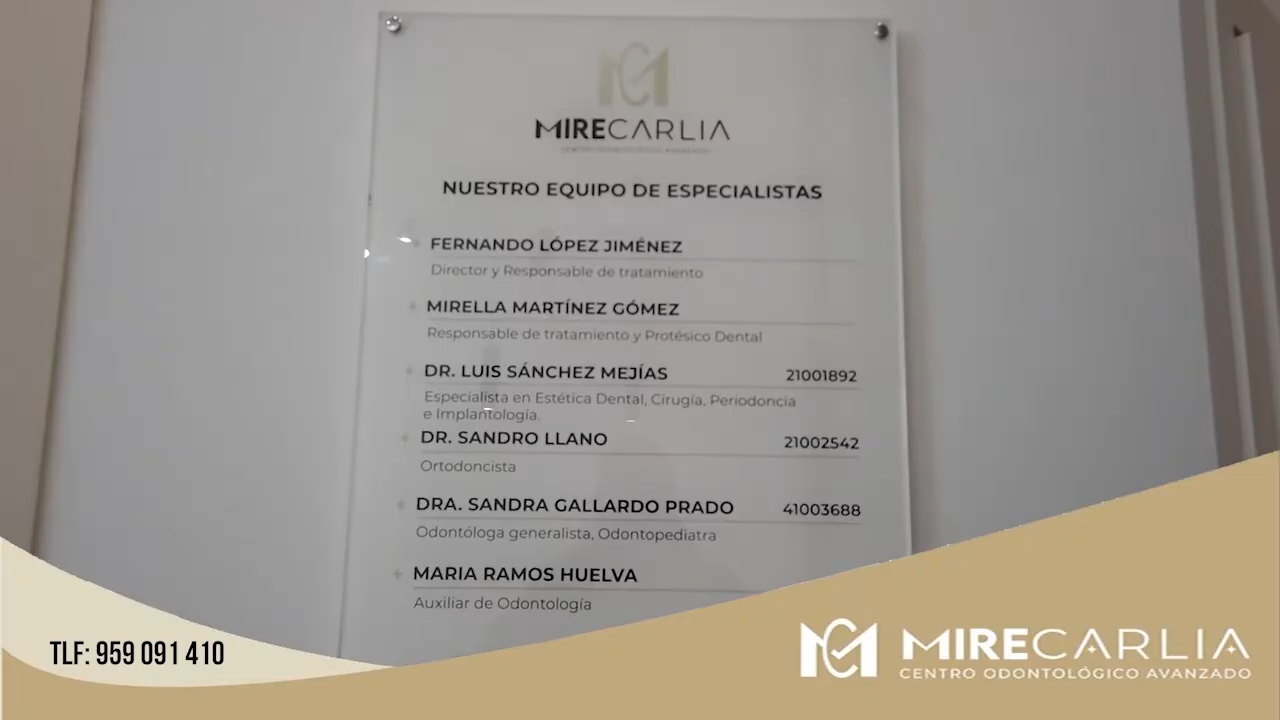 MIRECARLIA
CENTRO ODONTOLÓGICO AVANZADO
NUESTRO EQUIPO DE ESPECIALISTAS
FERNANDO LÓPEZ JIMÉNEZ
Director y Responsable de tratamiento
MIRELLA MARTÍNEZ GÓMEZ
Responsable de tratamiento y Protésico Dental
DR. LUIS SÁNCHEZ MEJÍAS 21001892
Especialista en Estética Dental, Cirugía, Periodoncia
e Implantología.
DR. SANDRO LLANO 21002542
Ortodoncista
DRA. SANDRA GALLARDO PRADO 41003688
Odontóloga generalista, Odontopediatra
MARIA RAMOS HUELVA
Auxiliar de Odontología
TLF: 959 091 410
MIRECARLIA
CENTRO ODONTOLÓGICO AVANZADO